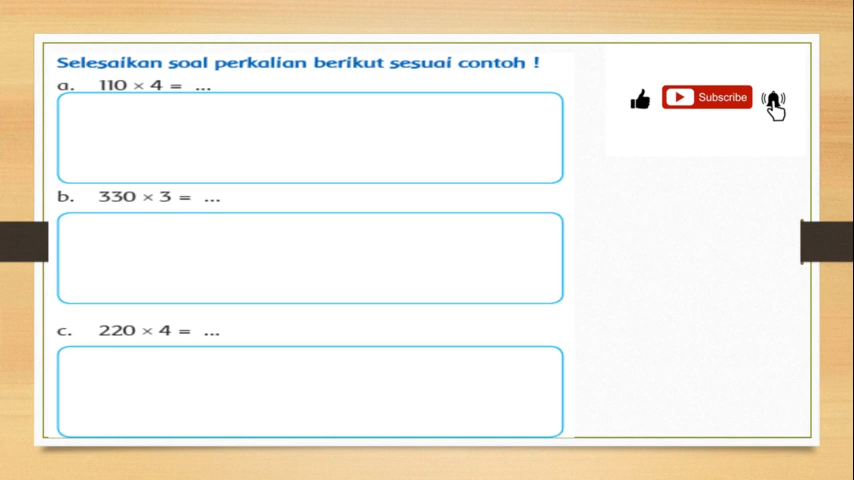 Selesaikan soal perkalian berikut sesuai contoh !
a. 110 × 4 = ...
Subscribe
b. 330 × 3 = ...
c. 220 × 4 = ...